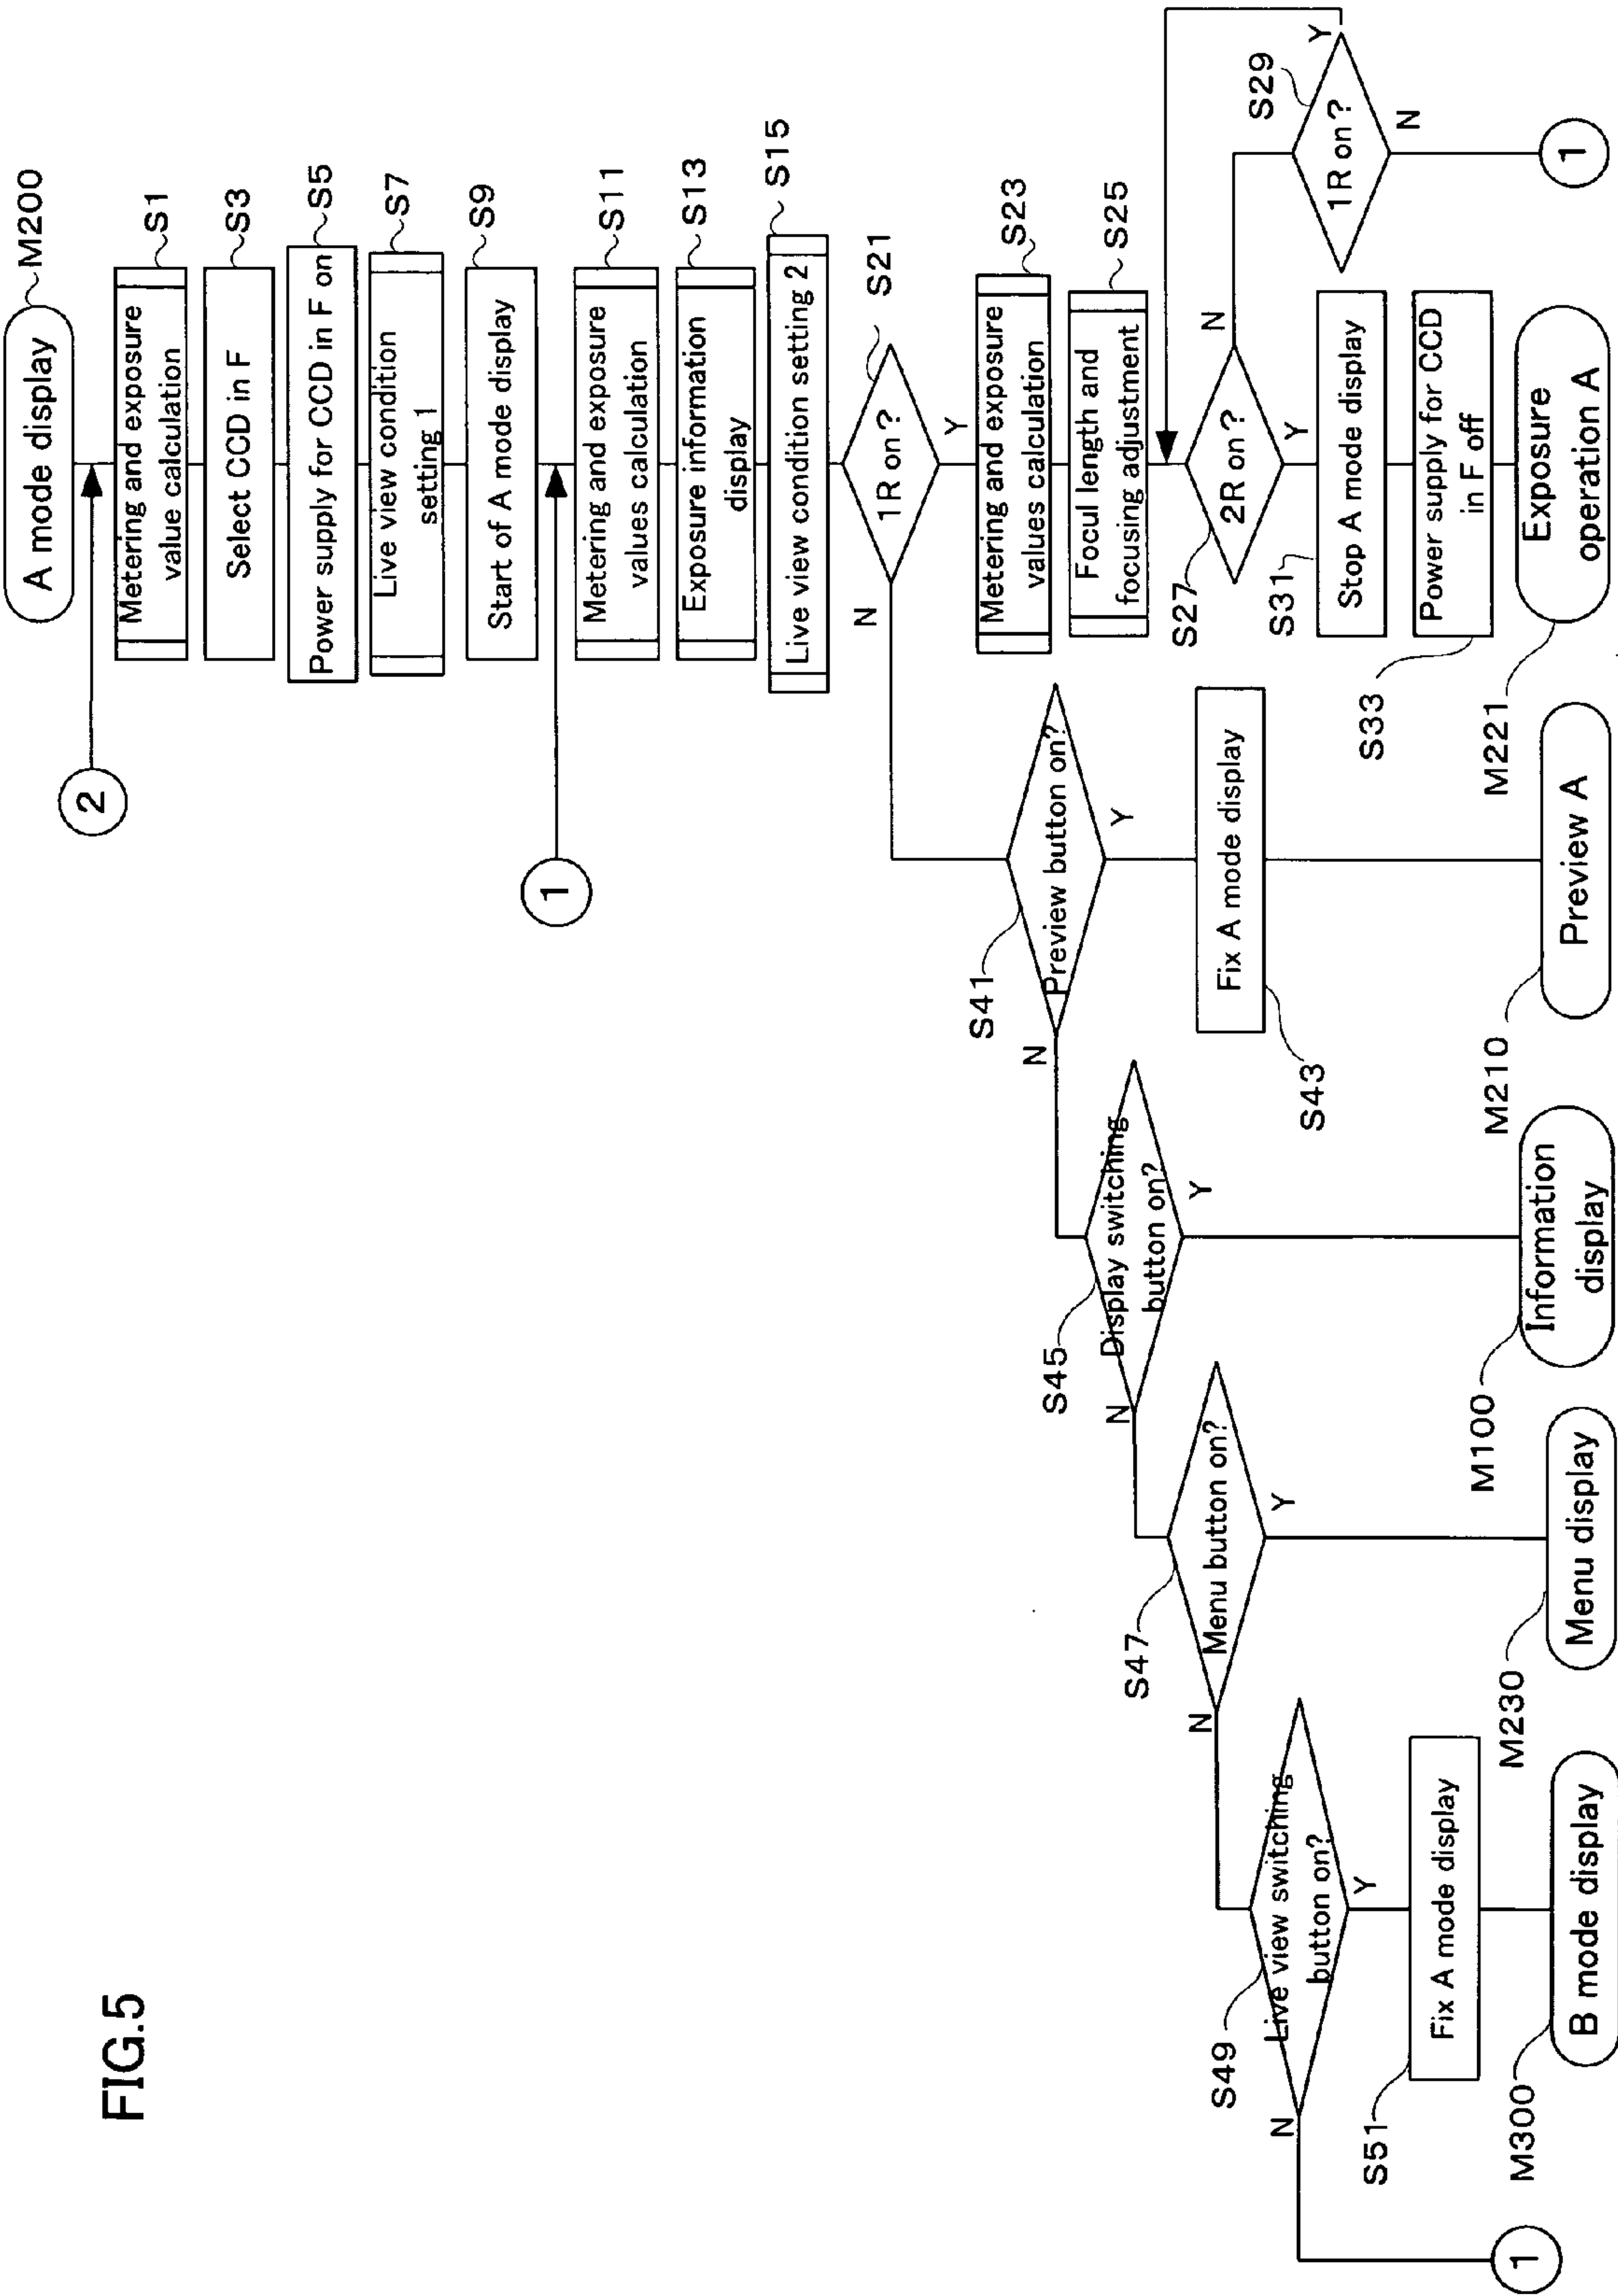 FIG.5
A mode display
M200
2
Metering and exposure
value calculation
S1
Select CCD in F
S3
Power supply for CCD in F on
S5
Live view condition
setting 1
S7
Start of A mode display
S9
1
Metering and exposure
values calculation
S11
Exposure information
display
S13
Live view condition setting 2
S15
1R on?
S21
N
Y
Metering and exposure
values calculation
S23
Focul length and
focusing adjustment
S25
2R on?
S27
N
Y
1R on?
S29
Y
N
1
Stop A mode display
S31
Power supply for CCD
in F off
S33
Exposure
operation A
M221
Preview button on?
S41
N
Y
Fix A mode display
S43
Preview A
M210
Display switching
button on?
S45
N
Y
Information
display
M100
Menu button on?
S47
N
Y
Menu display
M230
Live view switching
button on?
S49
N
Y
Fix A mode display
S51
B mode display
M300
1